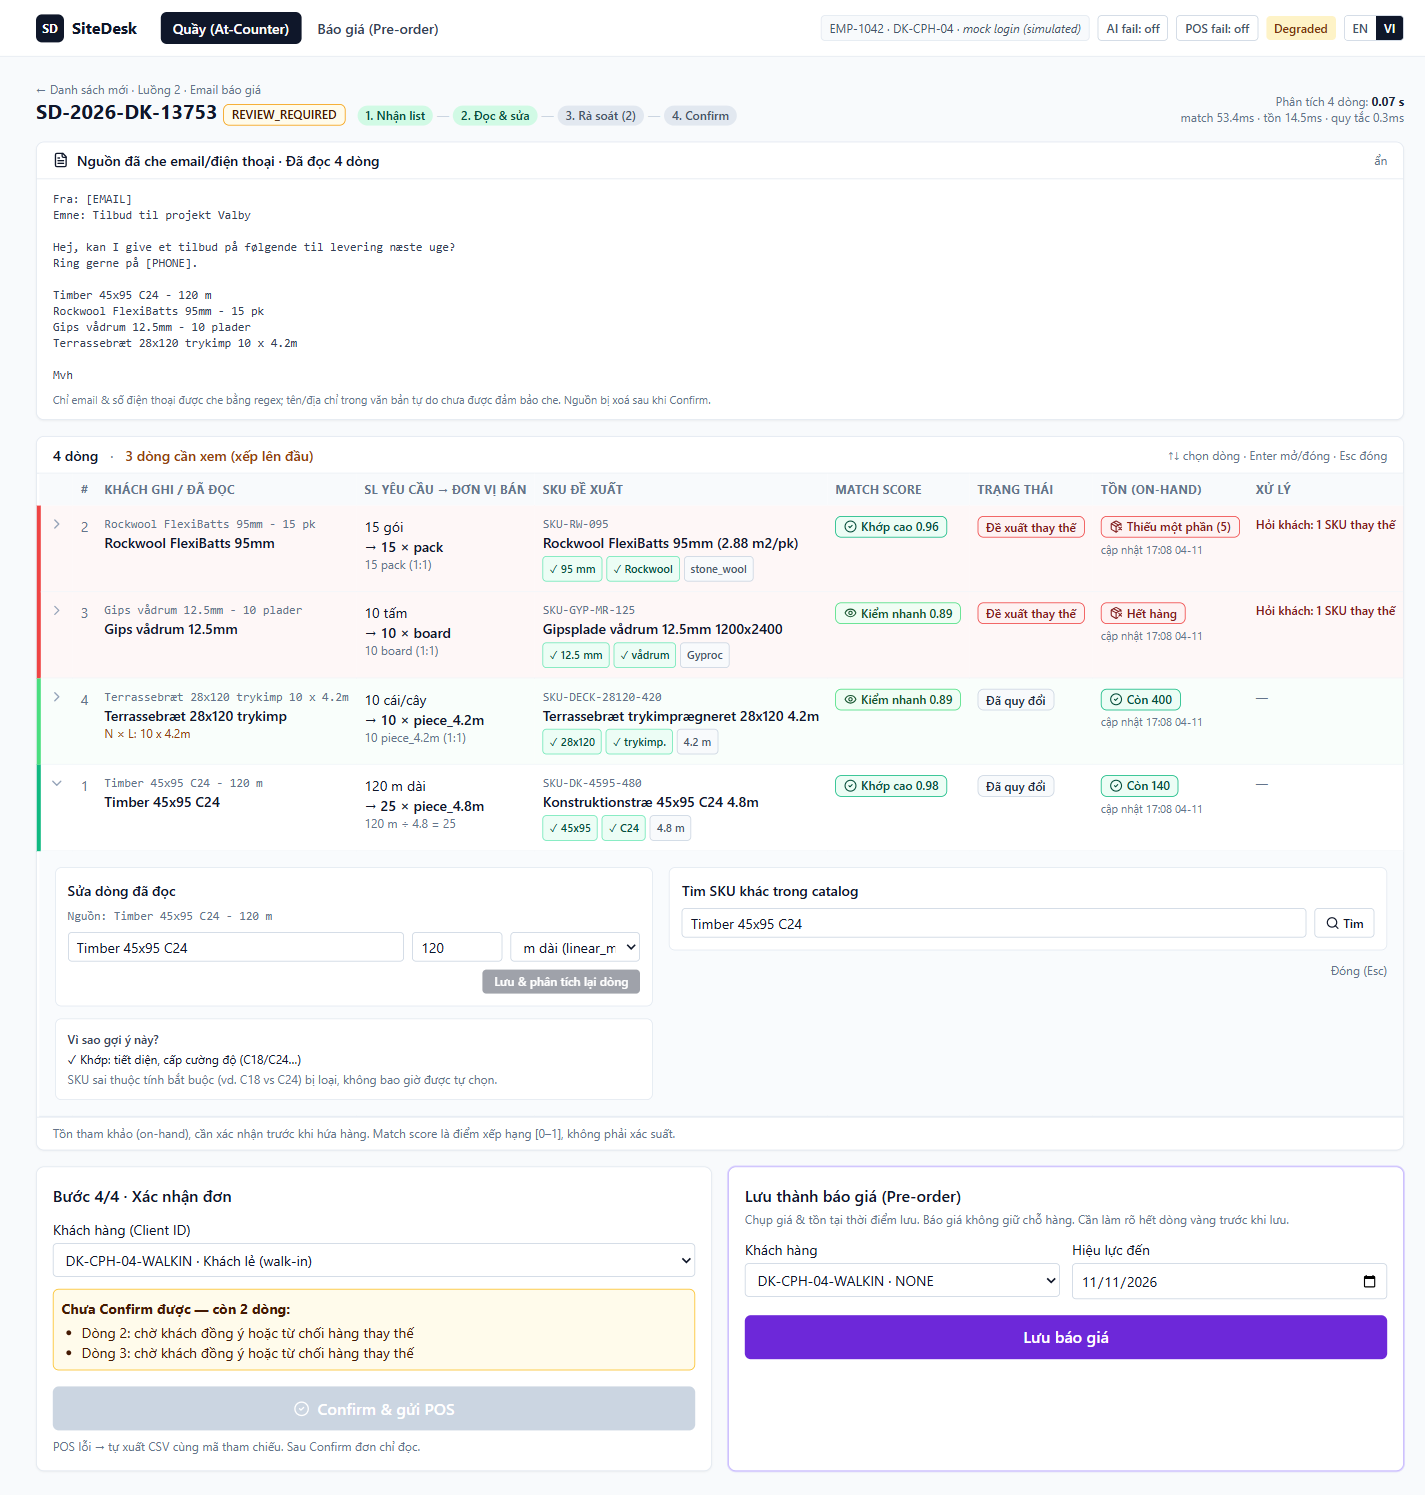 SD SiteDesk Quầy (At-Counter) Báo giá (Pre-order) EMP-1042 · DK-CPH-04 · mock login (simulated) AI fail: off POS fail: off Degraded EN VI
← Danh sách mới · Luồng 2 · Email báo giá
SD-2026-DK-13753 REVIEW_REQUIRED 1. Nhận list — 2. Đọc & sửa — 3. Rà soát (2) — 4. Confirm
Phân tích 4 dòng: 0.07 s
match 53.4ms · tồn 14.5ms · quy tắc 0.3ms
Nguồn đã che email/điện thoại · Đã đọc 4 dòng ẩn
Fra: [EMAIL]
Emne: Tilbud til projekt Valby
Hej, kan I give et tilbud på følgende til levering næste uge?
Ring gerne på [PHONE].
Timber 45x95 C24 - 120 m
Rockwool FlexiBatts 95mm - 15 pk
Gips vådrum 12.5mm - 10 plader
Terrassebræt 28x120 trykimp 10 x 4.2m
Mvh
Chỉ email & số điện thoại được che bằng regex; tên/địa chỉ trong văn bản tự do chưa được đảm bảo che. Nguồn bị xoá sau khi Confirm.
4 dòng · 3 dòng cần xem (xếp lên đầu) ↑↓ chọn dòng · Enter mở/đóng · Esc đóng
# KHÁCH GHI / ĐÃ ĐỌC SL YÊU CẦU → ĐƠN VỊ BÁN SKU ĐỀ XUẤT MATCH SCORE TRẠNG THÁI TỒN (ON-HAND) XỬ LÝ
2 Rockwool FlexiBatts 95mm - 15 pk 15 gói SKU-RW-095 Khớp cao 0.96 Đề xuất thay thế Thiếu một phần (5) Hỏi khách: 1 SKU thay thế
Rockwool FlexiBatts 95mm → 15 × pack Rockwool FlexiBatts 95mm (2.88 m2/pk) cập nhật 17:08 04-11
15 pack (1:1) ✓ 95 mm ✓ Rockwool stone_wool
3 Gips vådrum 12.5mm - 10 plader 10 tấm SKU-GYP-MR-125 Kiểm nhanh 0.89 Đề xuất thay thế Hết hàng Hỏi khách: 1 SKU thay thế
Gips vådrum 12.5mm → 10 × board Gipsplade vådrum 12.5mm 1200x2400 cập nhật 17:08 04-11
10 board (1:1) ✓ 12.5 mm ✓ vådrum Gyproc
4 Terrassebræt 28x120 trykimp 10 x 4.2m 10 cái/cây SKU-DECK-28120-420 Kiểm nhanh 0.89 Đã quy đổi Còn 400 —
Terrassebræt 28x120 trykimp → 10 × piece_4.2m Terrassebræt trykimprægneret 28x120 4.2m cập nhật 17:08 04-11
N × L: 10 x 4.2m 10 piece_4.2m (1:1) ✓ 28x120 ✓ trykimp. 4.2 m
1 Timber 45x95 C24 - 120 m 120 m dài SKU-DK-4595-480 Khớp cao 0.98 Đã quy đổi Còn 140 —
Timber 45x95 C24 → 25 × piece_4.8m Konstruktionstræ 45x95 C24 4.8m cập nhật 17:08 04-11
120 m ÷ 4.8 = 25 ✓ 45x95 ✓ C24 4.8 m
Sửa dòng đã đọc
Nguồn: Timber 45x95 C24 - 120 m
Timber 45x95 C24 120 m dài (linear_m
Lưu & phân tích lại dòng
Tìm SKU khác trong catalog
Timber 45x95 C24 Tìm
Đóng (Esc)
Vì sao gợi ý này?
✓ Khớp: tiết diện, cấp cường độ (C18/C24…)
SKU sai thuộc tính bắt buộc (vd. C18 vs C24) bị loại, không bao giờ được tự chọn.
Tồn tham khảo (on-hand), cần xác nhận trước khi hứa hàng. Match score là điểm xếp hạng [0–1], không phải xác suất.
Bước 4/4 · Xác nhận đơn
Khách hàng (Client ID)
DK-CPH-04-WALKIN · Khách lẻ (walk-in)
Chưa Confirm được — còn 2 dòng:
• Dòng 2: chờ khách đồng ý hoặc từ chối hàng thay thế
• Dòng 3: chờ khách đồng ý hoặc từ chối hàng thay thế
Confirm & gửi POS
POS lỗi → tự xuất CSV cùng mã tham chiếu. Sau Confirm đơn chỉ đọc.
Lưu thành báo giá (Pre-order)
Chụp giá & tồn tại thời điểm lưu. Báo giá không giữ chỗ hàng. Cần làm rõ hết dòng vàng trước khi lưu.
Khách hàng Hiệu lực đến
DK-CPH-04-WALKIN · NONE 11/11/2026
Lưu báo giá